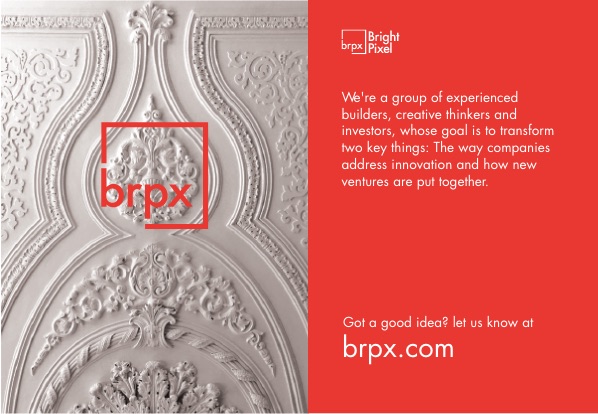 brpx
brpx
Bright
Pixel
We're a group of experienced
builders, creative thinkers and
investors, whose goal is to transform
two key things: The way companies
address innovation and how new
ventures are put together.
Got a good idea? let us know at
brpx.com